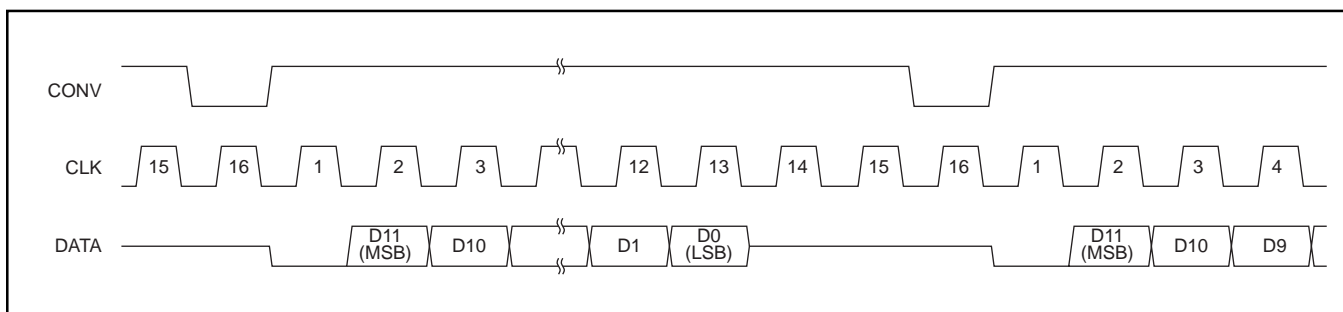 CONV
CLK 15 16 1 2 3 12 13 14 15 16 1 2 3 4
DATA D11 (MSB) D10 D1 D0 (LSB) D11 (MSB) D10 D9